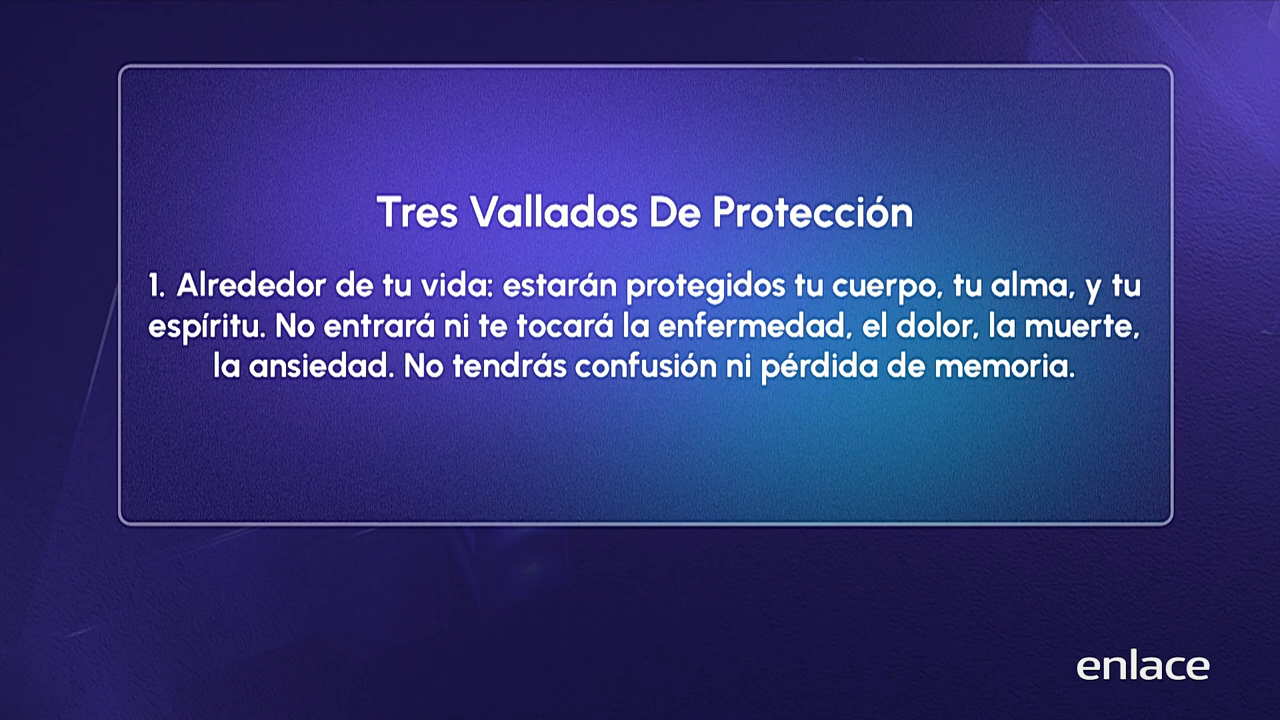 Tres Vallados De Protección
1. Alrededor de tu vida: estarán protegidos tu cuerpo, tu alma, y tu
espíritu. No entrará ni te tocará la enfermedad, el dolor, la muerte,
la ansiedad. No tendrás confusión ni pérdida de memoria.
enlace